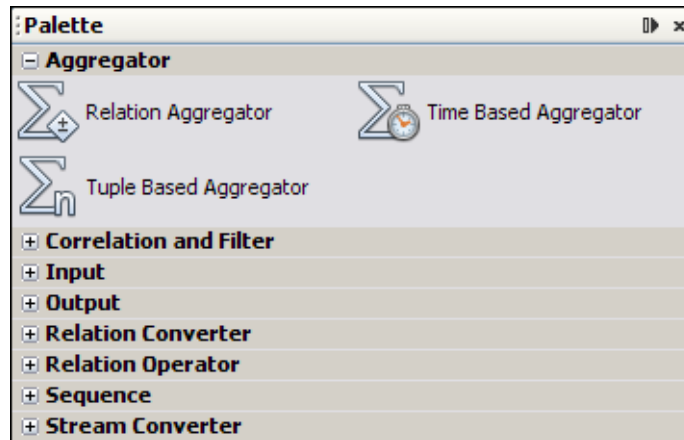 Palette
Aggregator
Relation Aggregator Time Based Aggregator
Tuple Based Aggregator
Correlation and Filter
Input
Output
Relation Converter
Relation Operator
Sequence
Stream Converter